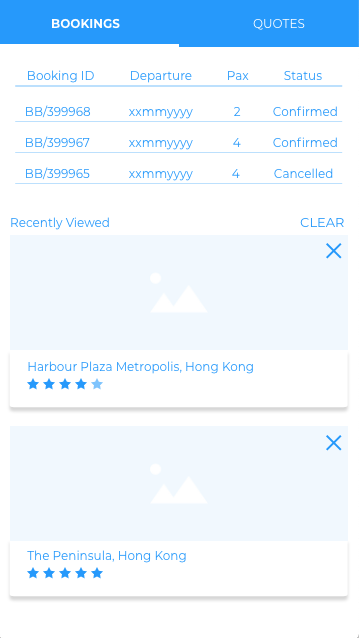 BOOKINGS QUOTES
Booking ID Departure Pax Status
BB/399968 xxmmyyyy 2 Confirmed
BB/399967 xxmmyyyy 4 Confirmed
BB/399965 xxmmyyyy 4 Cancelled
Recently Viewed CLEAR
Harbour Plaza Metropolis, Hong Kong
The Peninsula, Hong Kong